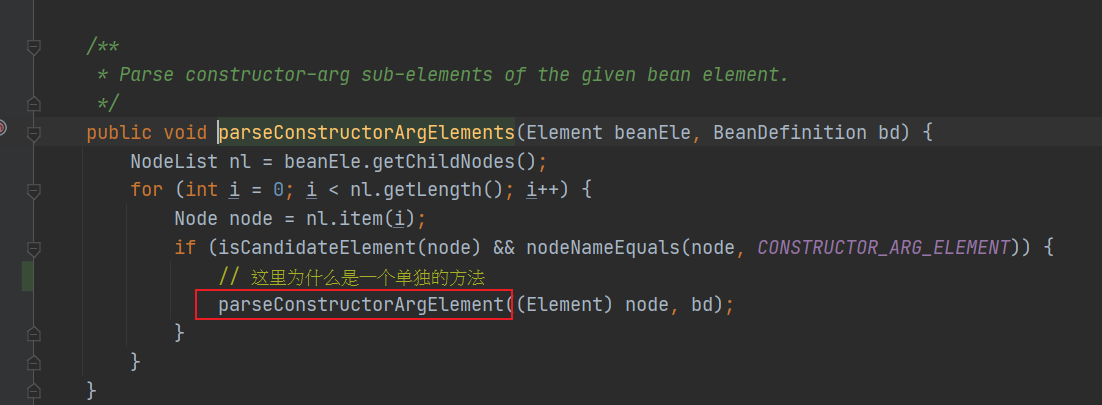 /**
* Parse constructor-arg sub-elements of the given bean element.
*/
public void parseConstructorArgElements(Element beanEle, BeanDefinition bd) {
NodeList nl = beanEle.getChildNodes();
for (int i = 0; i < nl.getLength(); i++) {
Node node = nl.item(i);
if (isCandidateElement(node) && nodeNameEquals(node, CONSTRUCTOR_ARG_ELEMENT)) {
// 这里为什么是一个单独的方法
parseConstructorArgElement((Element) node, bd);
}
}
}